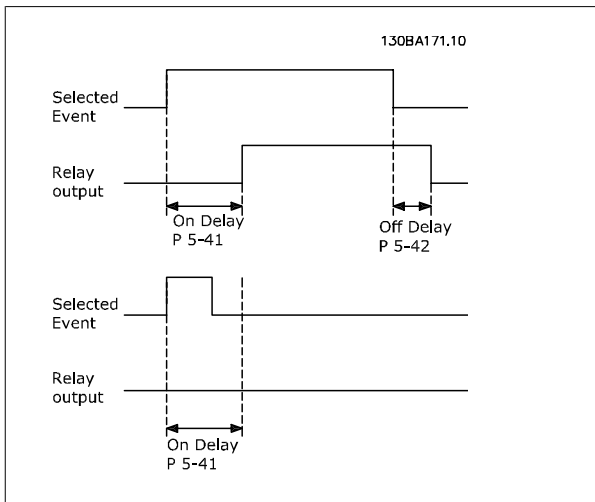 130BA171.10
Selected
Event
Relay
output
On Delay
P 5-41
Off Delay
P 5-42
Selected
Event
Relay
output
On Delay
P 5-41